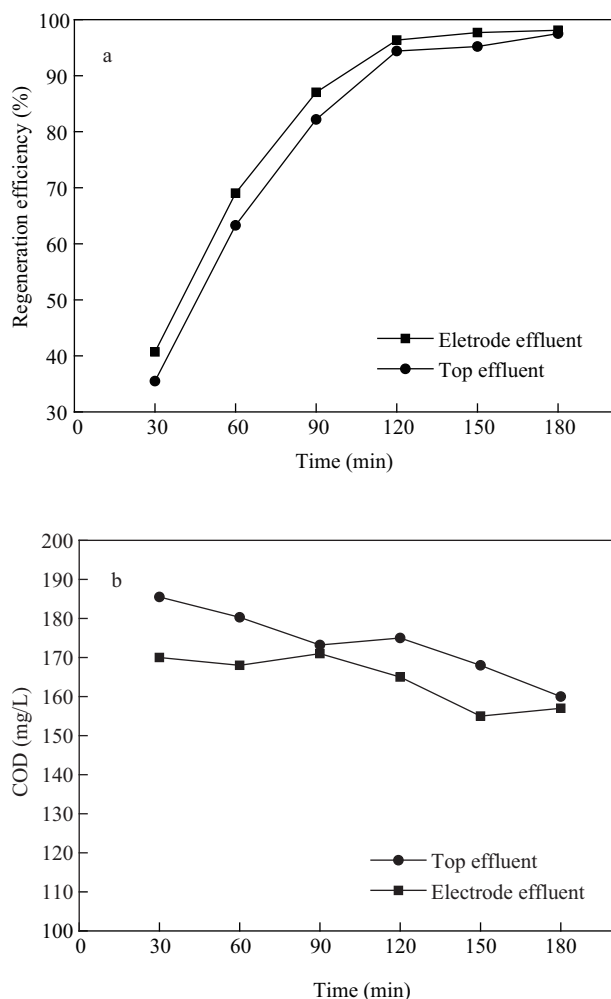 100
90
80
70
60
50
40
30
Regeneration efficiency (%)
a
Eletrode effluent
Top effluent
0 30 60 90 120 150 180
Time (min)
200
190
180
170
160
150
140
130
120
110
100
COD (mg/L)
b
Top effluent
Electrode effluent
0 30 60 90 120 150 180
Time (min)